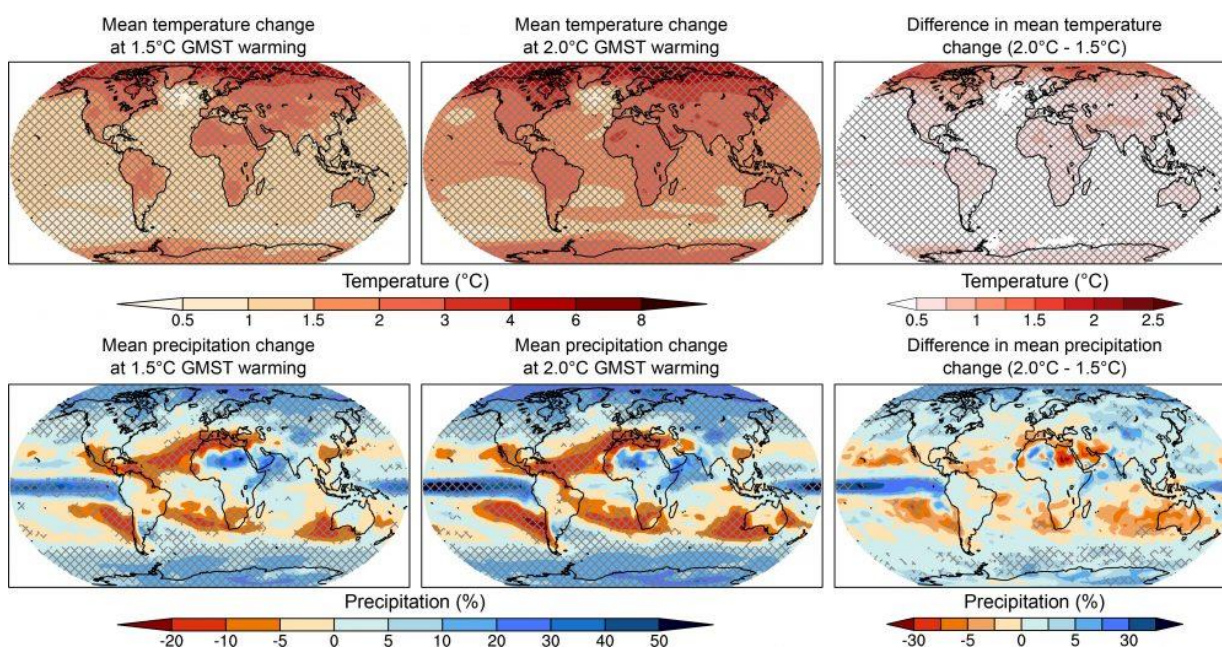 Mean temperature change
at 1.5°C GMST warming
Mean temperature change
at 2.0°C GMST warming
Difference in mean temperature
change (2.0°C - 1.5°C)
Temperature (°C)
0.5 1 1.5 2 3 4 6 8
Temperature (°C)
0.5 1 1.5 2 2.5
Mean precipitation change
at 1.5°C GMST warming
Mean precipitation change
at 2.0°C GMST warming
Difference in mean precipitation
change (2.0°C - 1.5°C)
Precipitation (%)
-20 -10 -5 0 5 10 20 30 40 50
Precipitation (%)
-30 -5 0 5 30